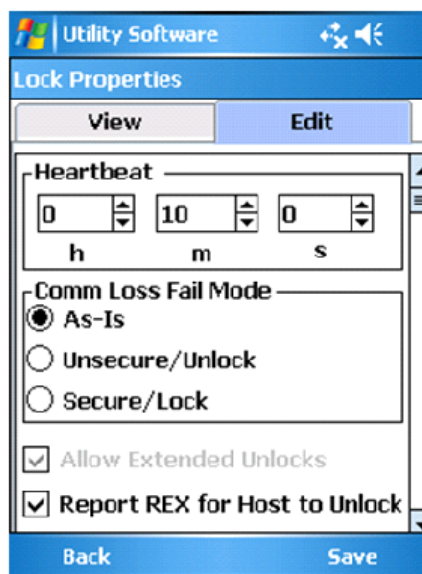 Utility Software
Lock Properties
View Edit
Heartbeat
0 10 0
h m s
Comm Loss Fail Mode
As-Is
Unsecure/Unlock
Secure/Lock
Allow Extended Unlocks
Report REX for Host to Unlock
Back Save